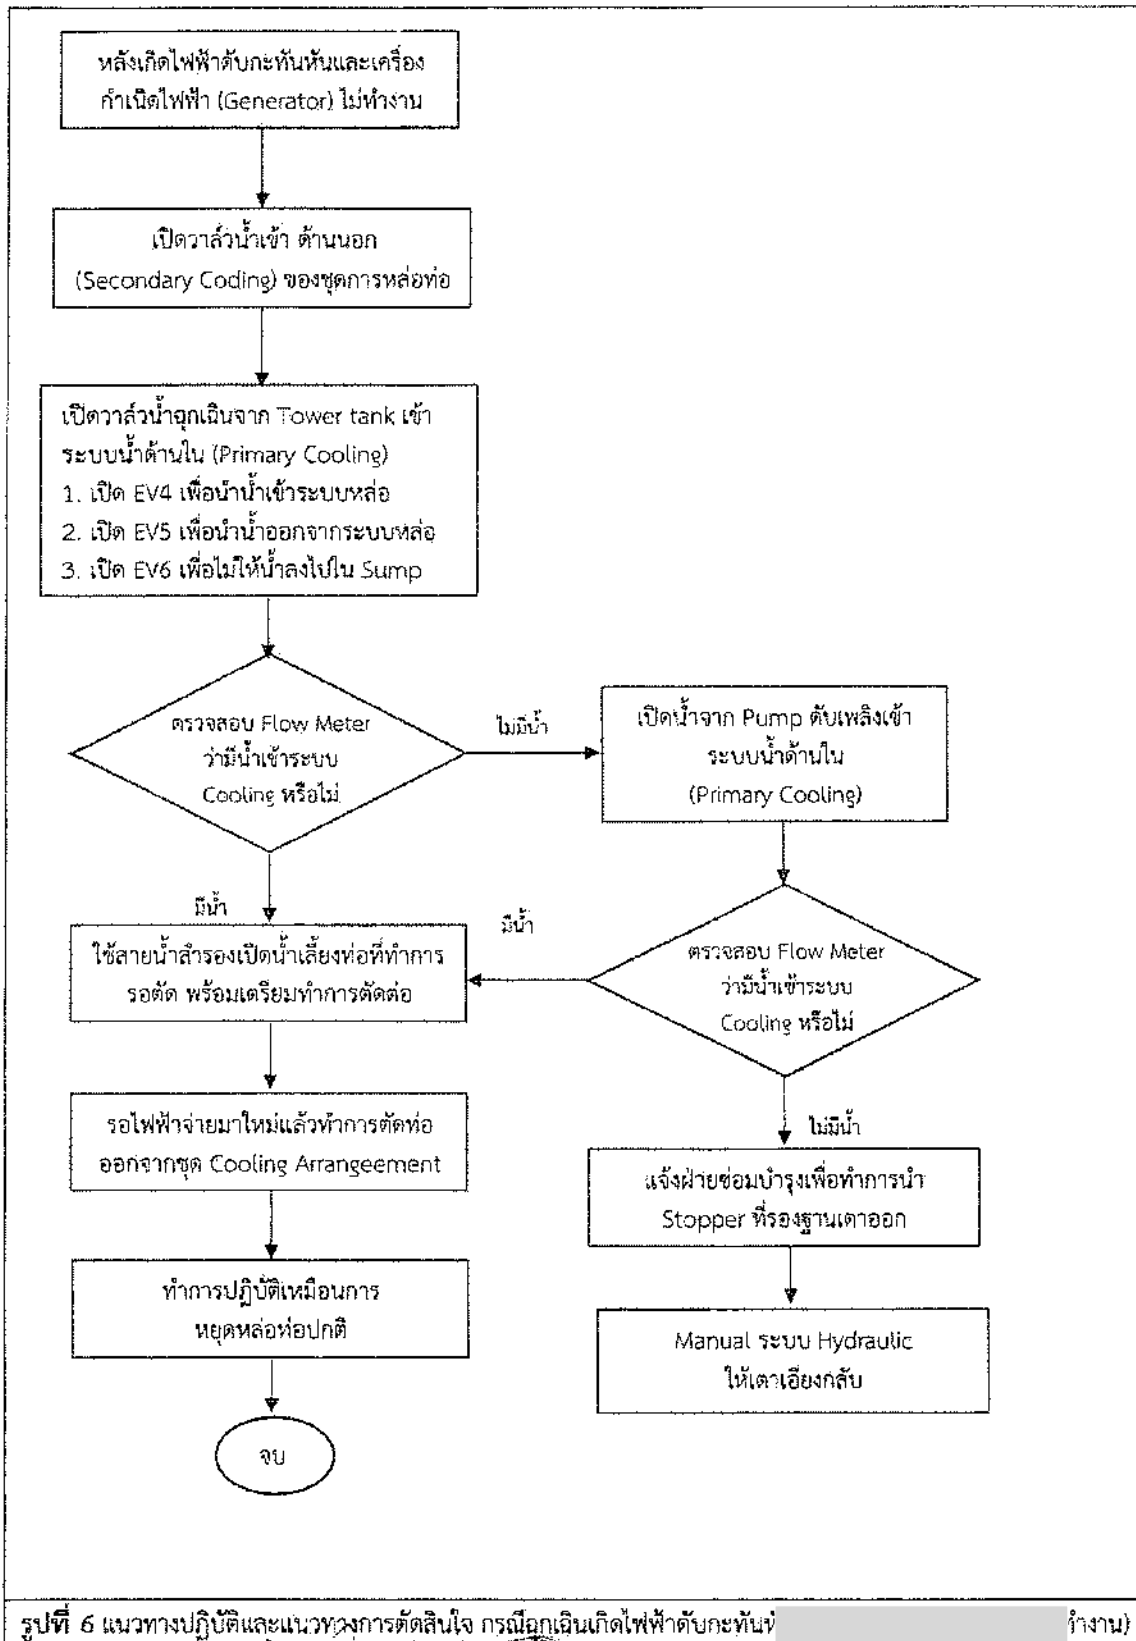 หลังเกิดไฟฟ้าดับกะทันหันและเครื่อง
กำเนิดไฟฟ้า (Generator) ไม่ทำงาน
เปิดวาล์วน้ำเข้า ด้านนอก
(Secondary Coding) ของชุดการหล่อท่อ
เปิดวาล์วน้ำฉุกเฉินจาก Tower tank เข้า
ระบบน้ำด้านใน (Primary Cooling)
1. เปิด EV4 เพื่อนำน้ำเข้าระบบหล่อ
2. เปิด EV5 เพื่อนำน้ำออกจากระบบหล่อ
3. เปิด EV6 เพื่อไม่ให้น้ำลงไปใน Sump
ตรวจสอบ Flow Meter
ว่ามีน้ำเข้าระบบ
Cooling หรือไม่
ไม่มีน้ำ
เปิดน้ำจาก Pump ดับเพลิงเข้า
ระบบน้ำด้านใน
(Primary Cooling)
มีน้ำ
มีน้ำ
ตรวจสอบ Flow Meter
ว่ามีน้ำเข้าระบบ
Cooling หรือไม่
ใช้สายน้ำสำรองเปิดน้ำเลี้ยงท่อที่ทำการ
รอตัด พร้อมเตรียมทำการตัดต่อ
ไม่มีน้ำ
รอไฟฟ้าจ่ายมาใหม่แล้วทำการตัดท่อ
ออกจากชุด Cooling Arrangeement
แจ้งฝ่ายซ่อมบำรุงเพื่อทำการนำ
Stopper ที่รองฐานเตาออก
ทำการปฏิบัติเหมือนการ
หยุดหล่อท่อปกติ
Manual ระบบ Hydraulic
ให้เตาเอียงกลับ
จบ
รูปที่ 6 แนวทางปฏิบัติและแนวทางการตัดสินใจ กรณีฉุกเฉินเกิดไฟฟ้าดับกะทันหั ทำงาน)